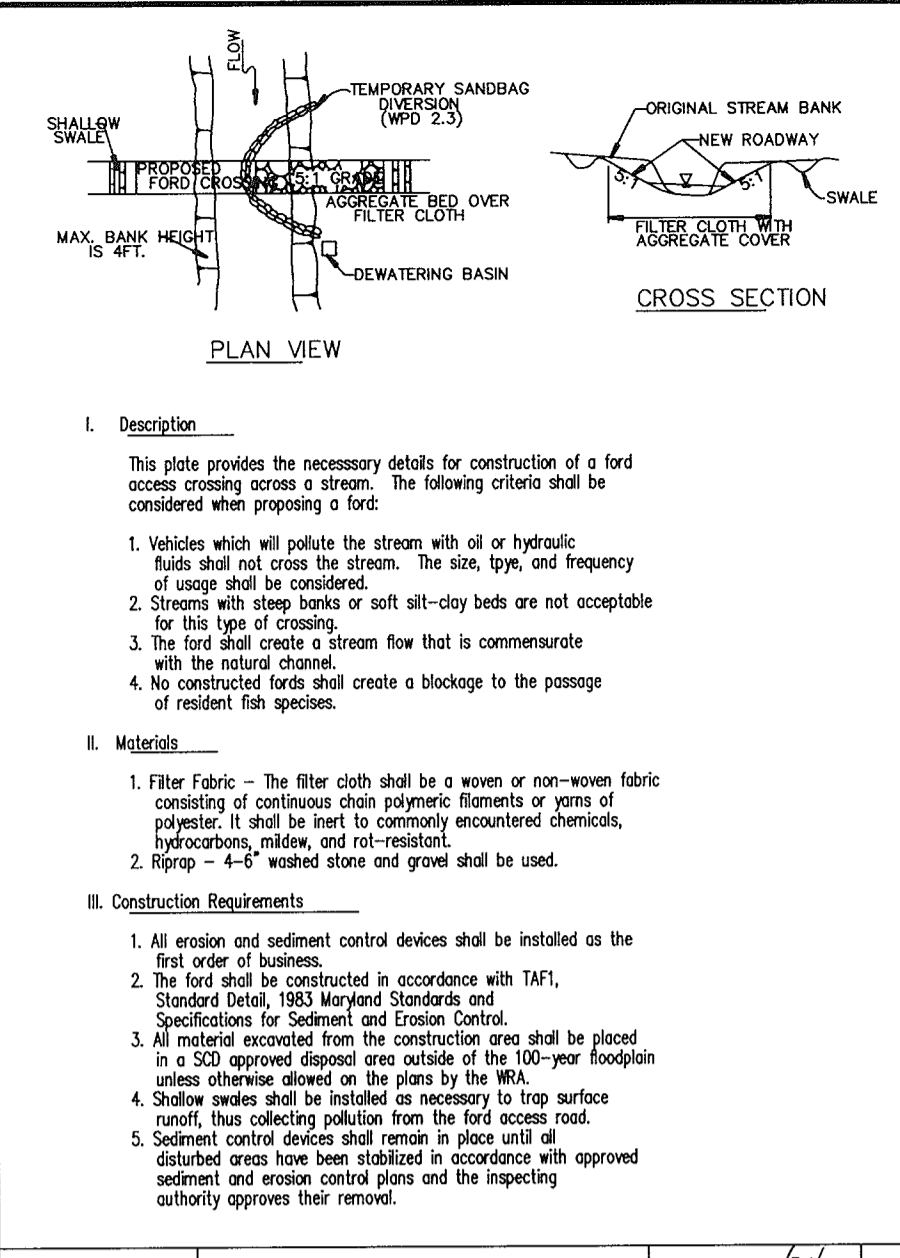 FLOW
TEMPORARY SANDBAG
DIVERSION
(WPD 2.3)
SHALLOW
SWALE
PROPOSED
FORD CROSSING
5:1 GRADE
AGGREGATE BED OVER
FILTER CLOTH
MAX. BANK HEIGHT
IS 4FT.
DEWATERING BASIN
PLAN VIEW
ORIGINAL STREAM BANK
NEW ROADWAY
5:1
5:1
SWALE
FILTER CLOTH WITH
AGGREGATE COVER
CROSS SECTION
I. Description
This plate provides the necesssary details for construction of a ford
access crossing across a stream. The following criteria shall be
considered when proposing a ford:
1. Vehicles which will pollute the stream with oil or hydraulic
fluids shall not cross the stream. The size, tpye, and frequency
of usage shall be considered.
2. Streams with steep banks or soft silt-clay beds are not acceptable
for this type of crossing.
3. The ford shall create a stream flow that is commensurate
with the natural channel.
4. No constructed fords shall create a blockage to the passage
of resident fish specises.
II. Materials
1. Filter Fabric - The filter cloth shall be a woven or non-woven fabric
consisting of continuous chain polymeric filaments or yarns of
polyester. It shall be inert to commonly encountered chemicals,
hydrocarbons, mildew, and rot-resistant.
2. Riprap - 4-6" washed stone and gravel shall be used.
III. Construction Requirements
1. All erosion and sediment control devices shall be installed as the
first order of business.
2. The ford shall be constructed in accordance with TAF1,
Standard Detail, 1983 Maryland Standards and
Specifications for Sediment and Erosion Control.
3. All material excavated from the construction area shall be placed
in a SCD approved disposal area outside of the 100-year floodplain
unless otherwise allowed on the plans by the WRA.
4. Shallow swales shall be installed as necessary to trap surface
runoff, thus collecting pollution from the ford access road.
5. Sediment control devices shall remain in place until all
disturbed areas have been stabilized in accordance with approved
sediment and erosion control plans and the inspecting
authority approves their removal.